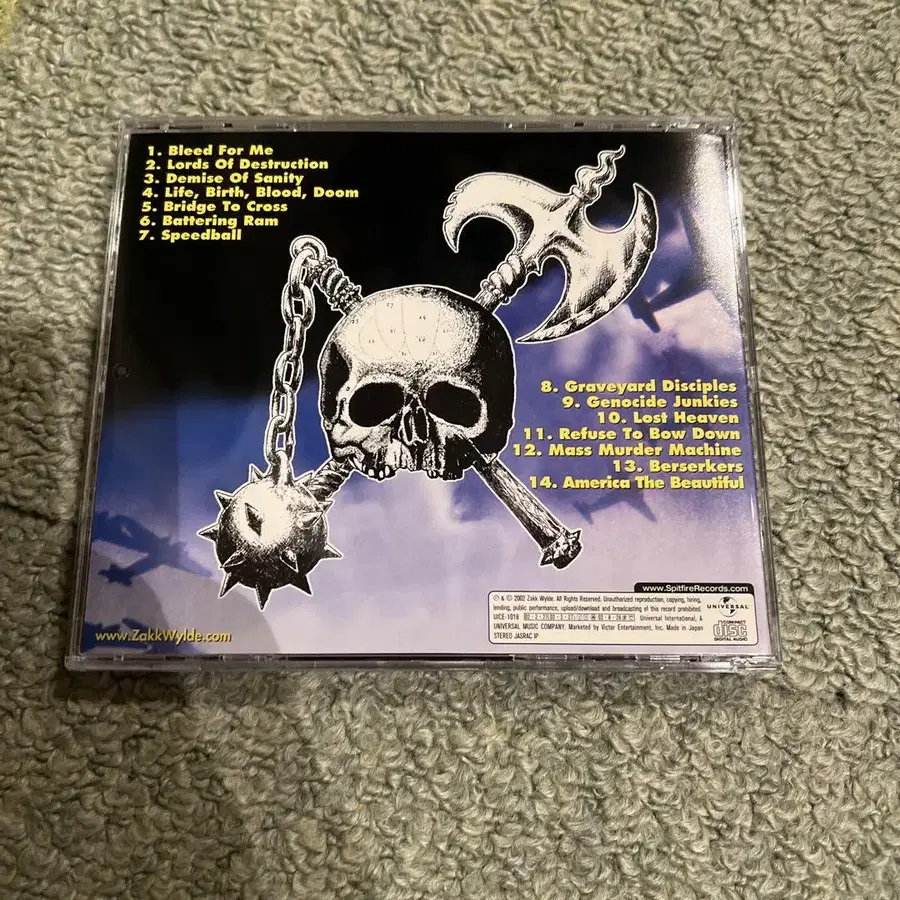 1. Bleed For Me
2. Lords Of Destruction
3. Demise Of Sanity
4. Life, Birth, Blood, Doom
5. Bridge To Cross
6. Battering Ram
7. Speedball
8. Graveyard Disciples
9. Genocide Junkies
10. Lost Heaven
11. Refuse To Bow Down
12. Mass Murder Machine
13. Berserkers
14. America The Beautiful
www.SpitfireRecords.com
www.ZakkWylde.com
℗ & © 2002 Zakk Wylde. All Rights Reserved. Unauthorized reproduction, copying, hiring,
lending, public performance, upload/download and broadcasting of this record prohibited.
UICE-1018 Universal International, A
UNIVERSAL MUSIC COMPANY. Marketed by Victor Entertainment, Inc. Made in Japan
STEREO JASRAC
UNIVERSAL
COMPACT
disc
DIGITAL AUDIO